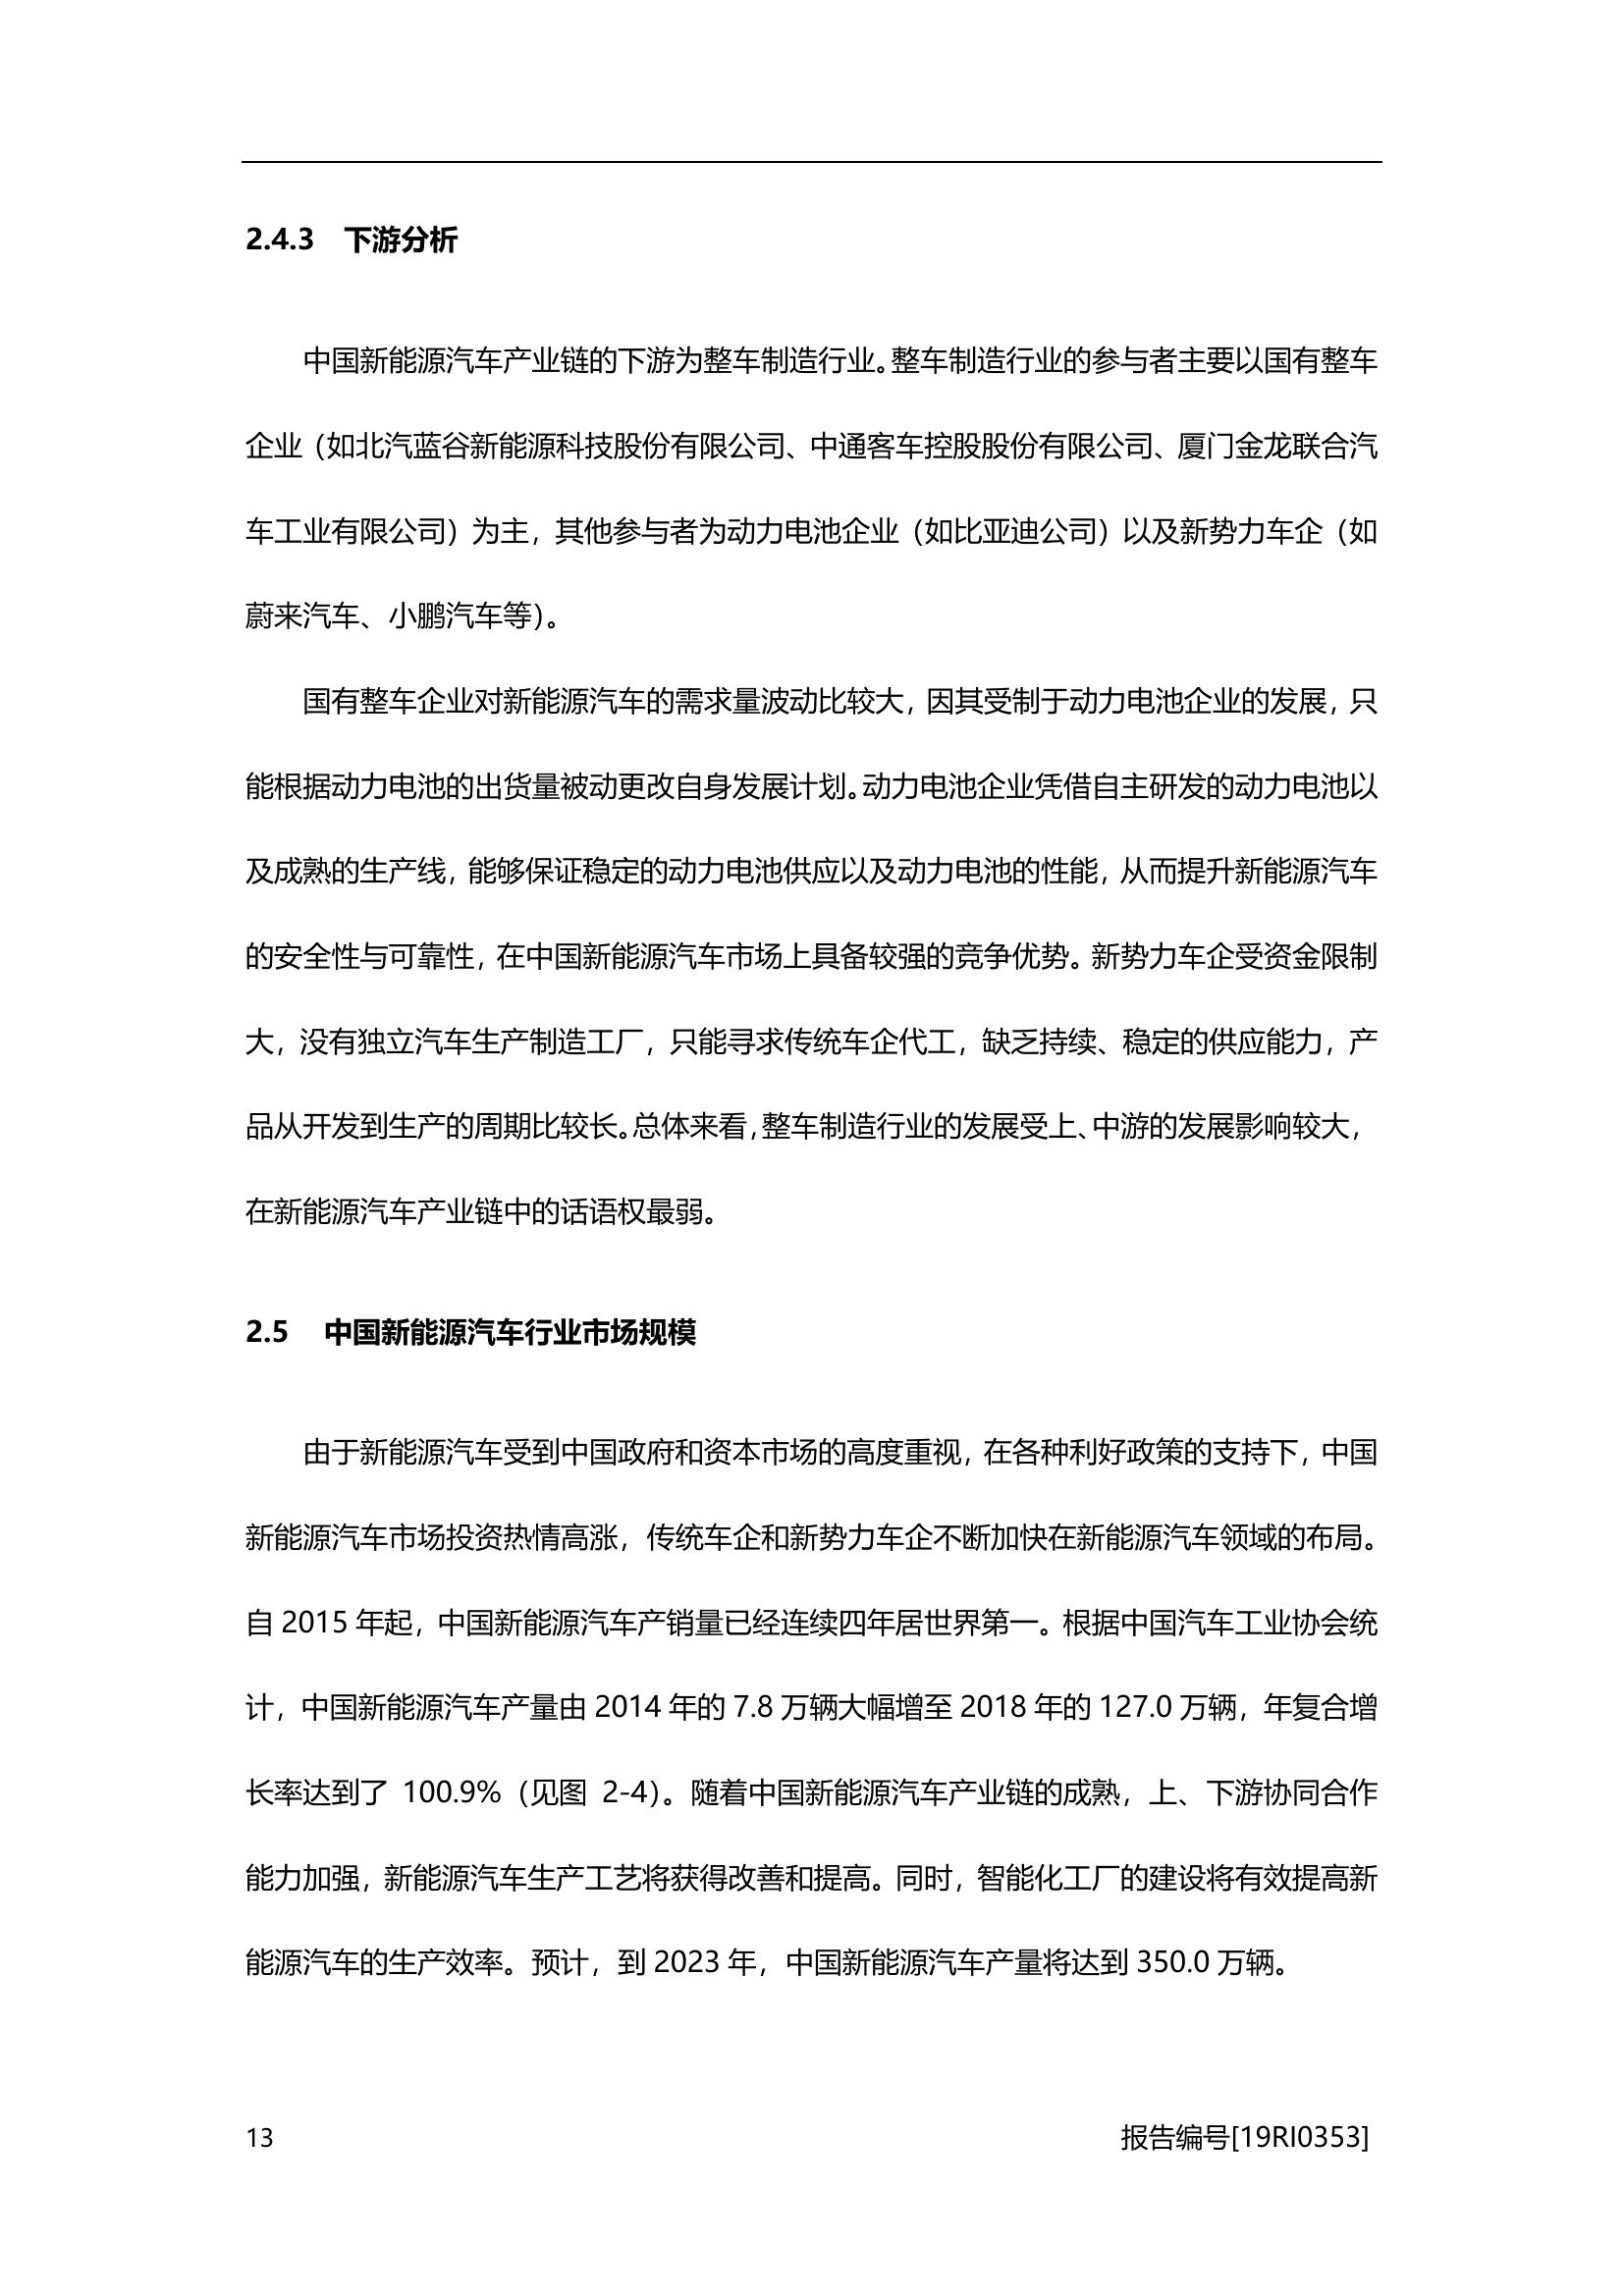 2.4.3 下游分析
中国新能源汽车产业链的下游为整车制造行业。整车制造行业的参与者主要以国有整车
企业（如北汽蓝谷新能源科技股份有限公司、中通客车控股股份有限公司、厦门金龙联合汽
车工业有限公司）为主，其他参与者为动力电池企业（如比亚迪公司）以及新势力车企（如
蔚来汽车、小鹏汽车等）。
国有整车企业对新能源汽车的需求量波动比较大，因其受制于动力电池企业的发展，只
能根据动力电池的出货量被动更改自身发展计划。动力电池企业凭借自主研发的动力电池以
及成熟的生产线，能够保证稳定的动力电池供应以及动力电池的性能，从而提升新能源汽车
的安全性与可靠性，在中国新能源汽车市场上具备较强的竞争优势。新势力车企受资金限制
大，没有独立汽车生产制造工厂，只能寻求传统车企代工，缺乏持续、稳定的供应能力，产
品从开发到生产的周期比较长。总体来看，整车制造行业的发展受上、中游的发展影响较大，
在新能源汽车产业链中的话语权最弱。
2.5 中国新能源汽车行业市场规模
由于新能源汽车受到中国政府和资本市场的高度重视，在各种利好政策的支持下，中国
新能源汽车市场投资热情高涨，传统车企和新势力车企不断加快在新能源汽车领域的布局。
自 2015 年起，中国新能源汽车产销量已经连续四年居世界第一。根据中国汽车工业协会统
计，中国新能源汽车产量由 2014 年的 7.8 万辆大幅增至 2018 年的 127.0 万辆，年复合增
长率达到了 100.9%（见图 2-4）。随着中国新能源汽车产业链的成熟，上、下游协同合作
能力加强，新能源汽车生产工艺将获得改善和提高。同时，智能化工厂的建设将有效提高新
能源汽车的生产效率。预计，到 2023 年，中国新能源汽车产量将达到 350.0 万辆。
13 报告编号[19RI0353]